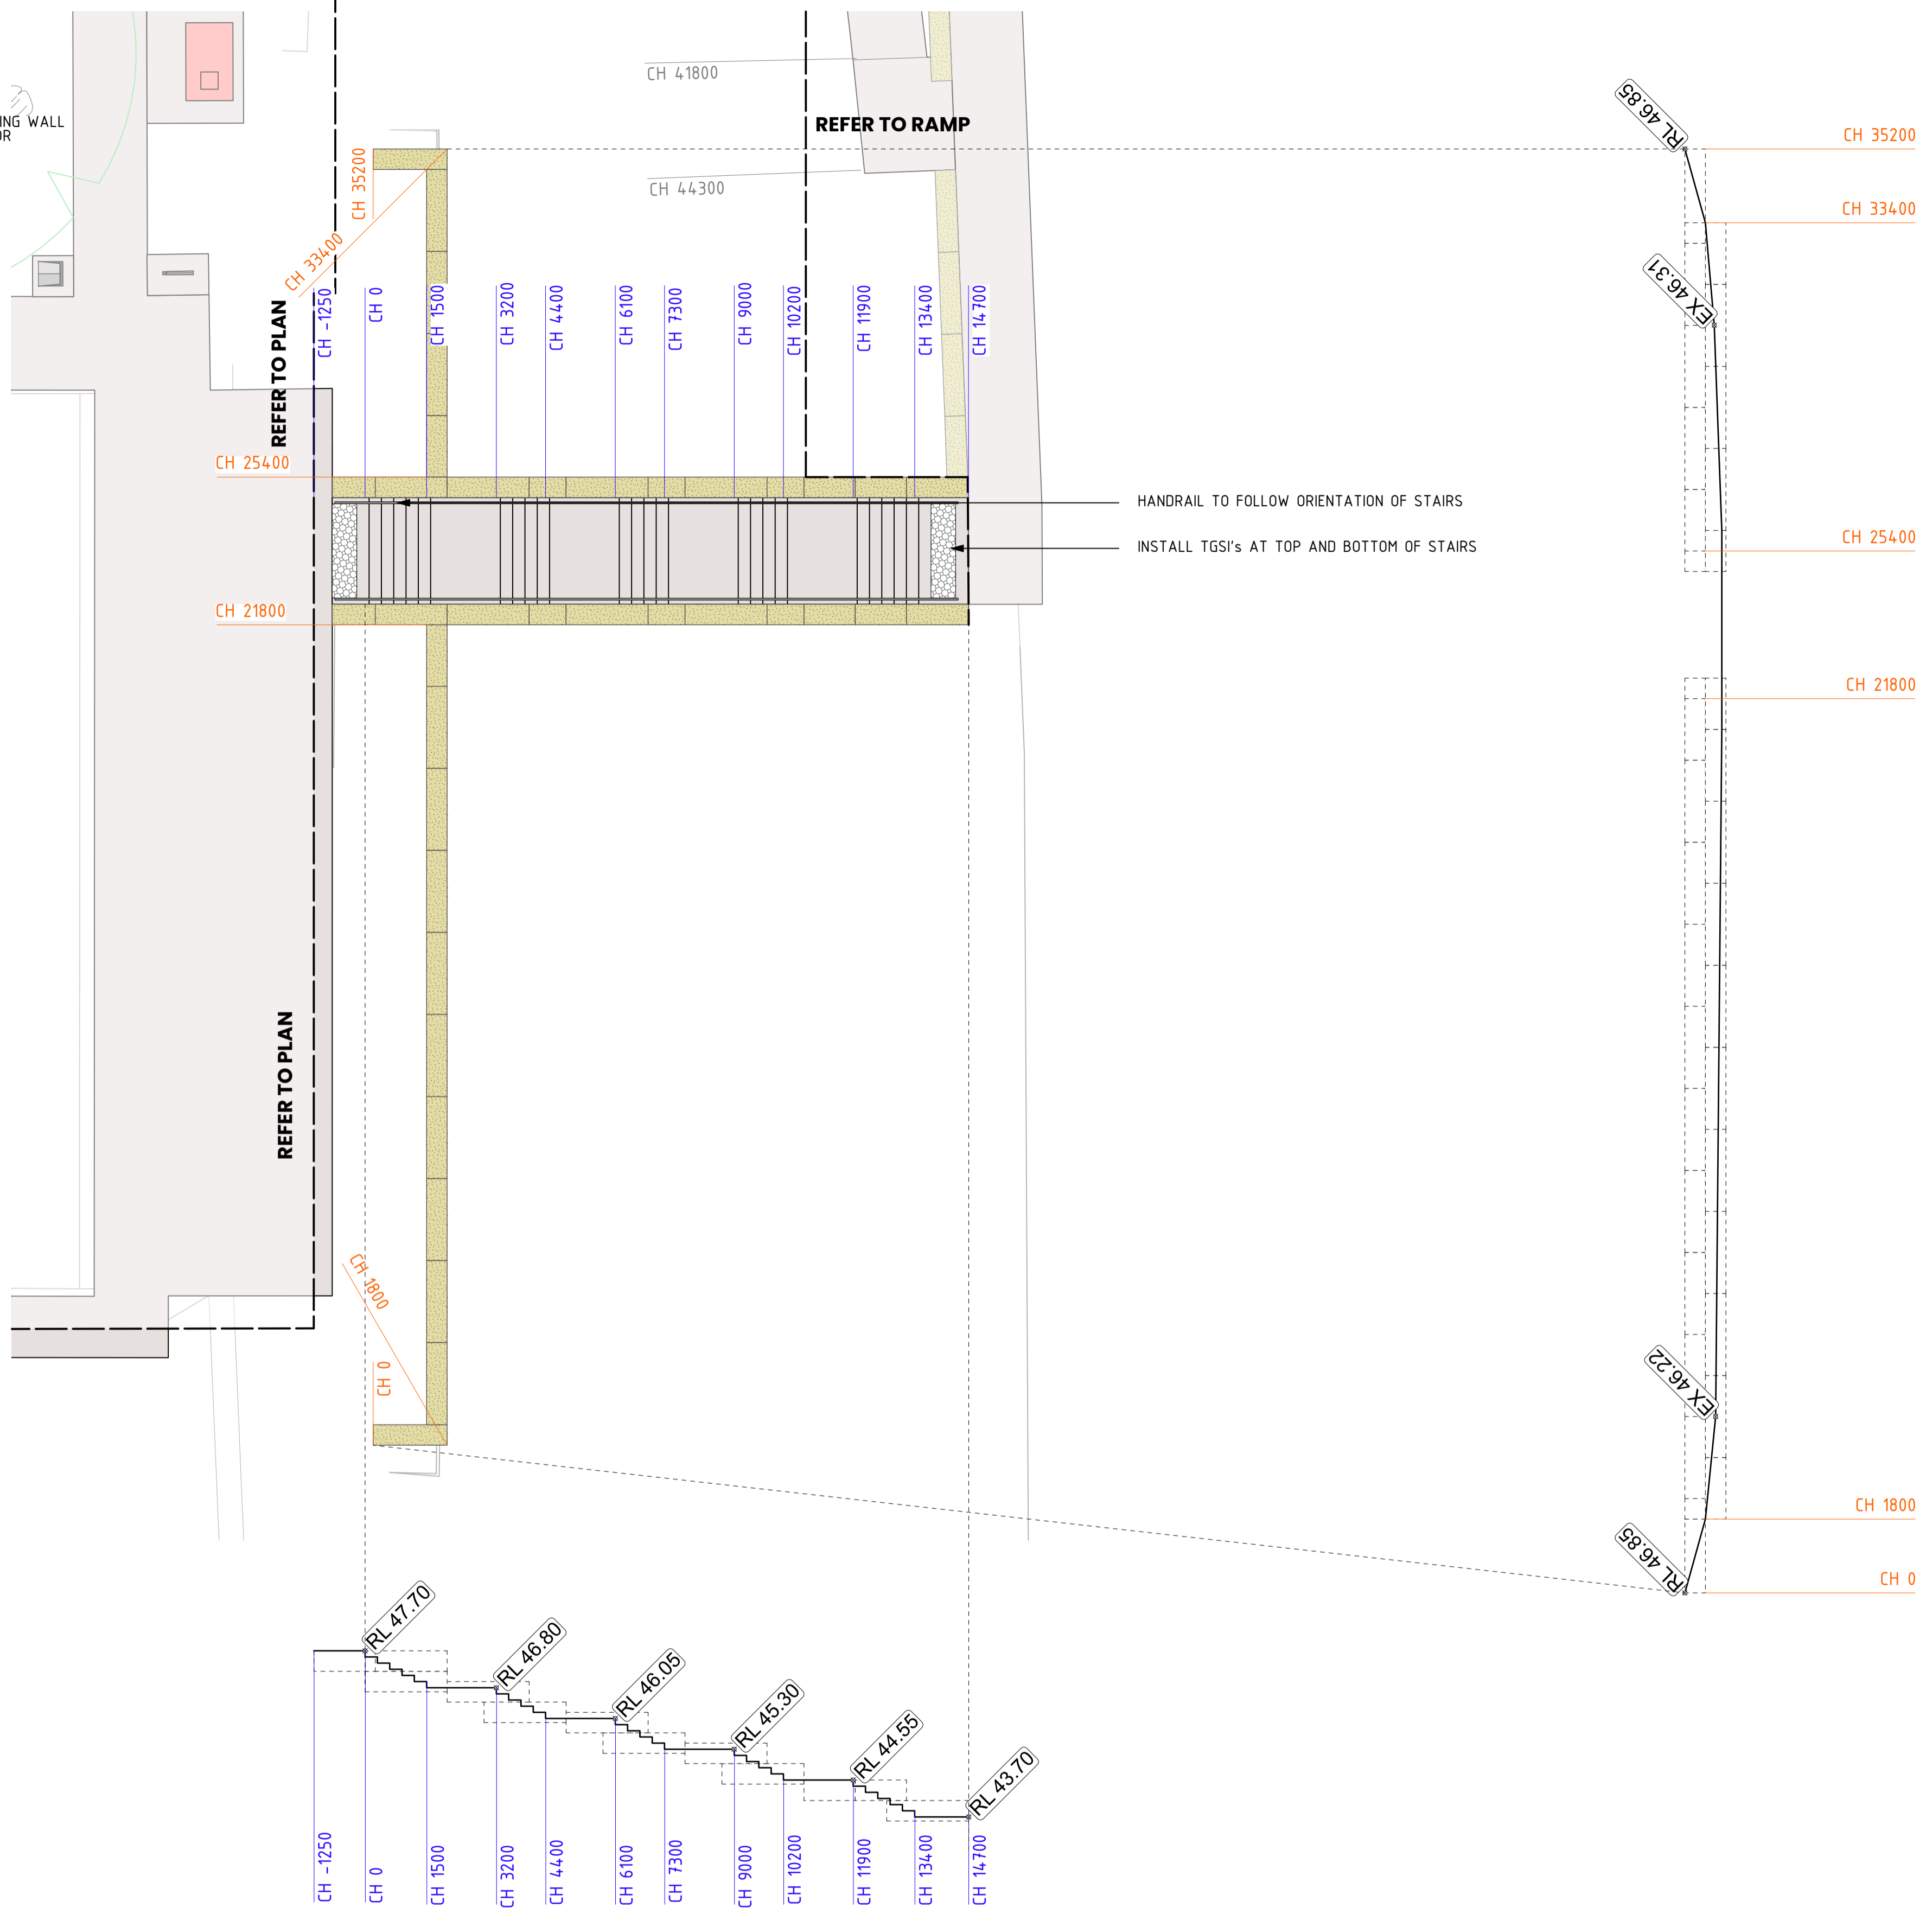 CH 41800
RL 46.85
ING WALL
OR
REFER TO RAMP
CH 35200
CH 35200
CH 44300
CH 33400
CH 33400
EX 46.31
REFER TO PLAN
CH -1250
CH 0
CH 1500
CH 3200
CH 4400
CH 6100
CH 7300
CH 9000
CH 10200
CH 11900
CH 13400
CH 14700
CH 25400
HANDRAIL TO FOLLOW ORIENTATION OF STAIRS
CH 25400
INSTALL TGSI's AT TOP AND BOTTOM OF STAIRS
CH 21800
CH 21800
REFER TO PLAN
CH 1800
CH 0
EX 46.22
CH 1800
RL 46.85
CH 0
RL 47.70
RL 46.80
RL 46.05
RL 45.30
RL 44.55
RL 43.70
CH -1250
CH 0
CH 1500
CH 3200
CH 4400
CH 6100
CH 7300
CH 9000
CH 10200
CH 11900
CH 13400
CH 14700